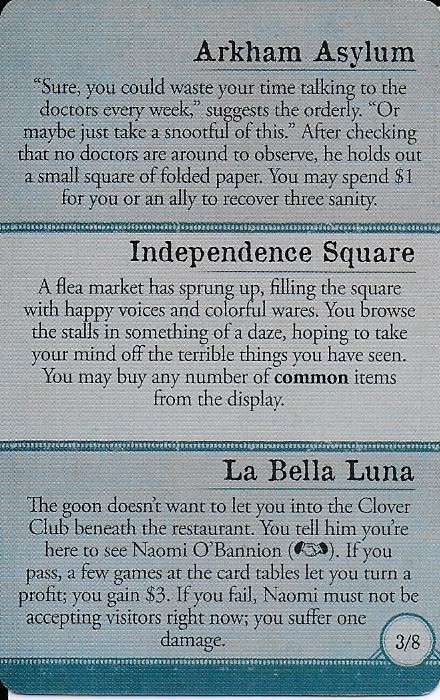 Arkham Asylum
“Sure, you could waste your time talking to the
doctors every week,” suggests the orderly. “Or
maybe just take a snootful of this.” After checking
that no doctors are around to observe, he holds out
a small square of folded paper. You may spend $1
for you or an ally to recover three sanity.
Independence Square
A flea market has sprung up, filling the square
with happy voices and colorful wares. You browse
the stalls in something of a daze, hoping to take
your mind off the terrible things you have seen.
You may buy any number of common items
from the display.
La Bella Luna
The goon doesn’t want to let you into the Clover
Club beneath the restaurant. You tell him you’re
here to see Naomi O’Bannion (). If you
pass, a few games at the card tables let you turn a
profit; you gain $3. If you fail, Naomi must not be
accepting visitors right now; you suffer one
damage.
3/8